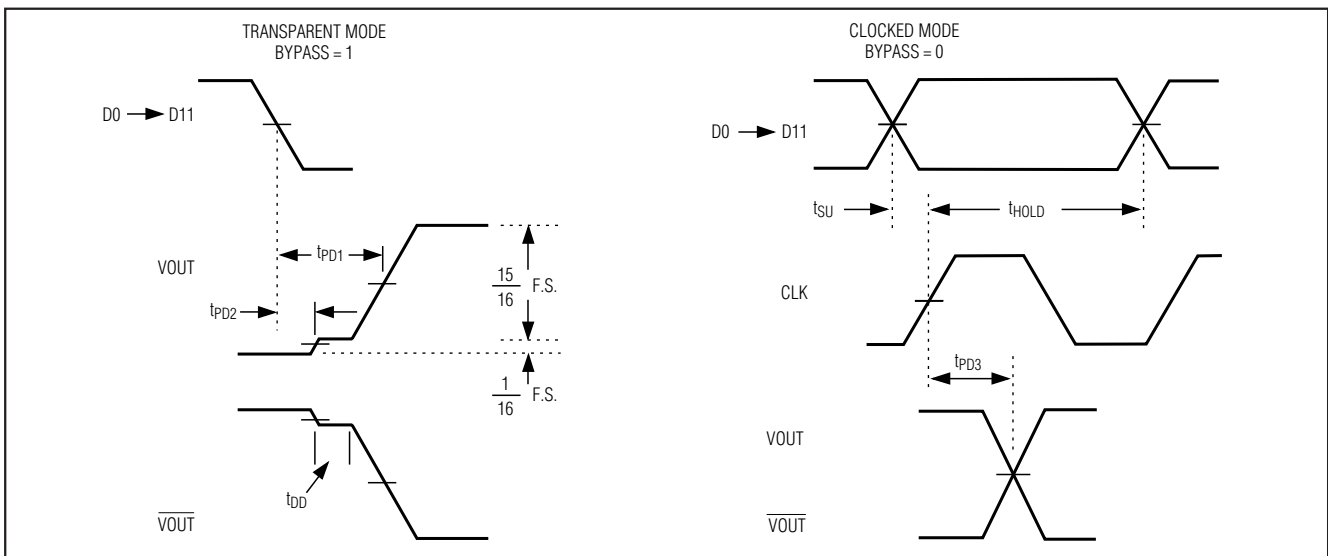 TRANSPARENT MODE
BYPASS = 1
D0 → D11
VOUT
tPD1
tPD2
15
16
F.S.
1
16
F.S.
tDD
VOUT
CLOCKED MODE
BYPASS = 0
D0 → D11
tSU
tHOLD
CLK
tPD3
VOUT
VOUT